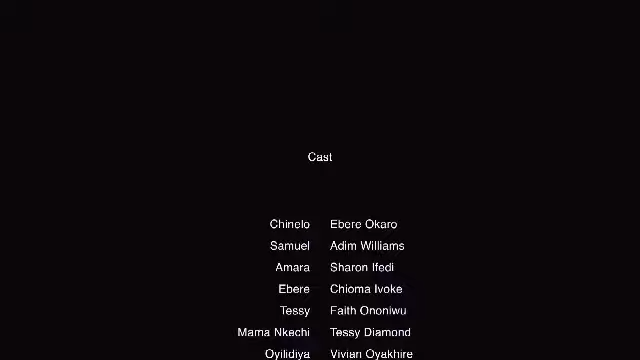 Cast
Chinelo Ebere Okaro
Samuel Adim Williams
Amara Sharon Ifedi
Ebere Chioma Ivoke
Tessy Faith Ononiwu
Mama Nkechi Tessy Diamond
Oyilidiya Vivian Oyakhire